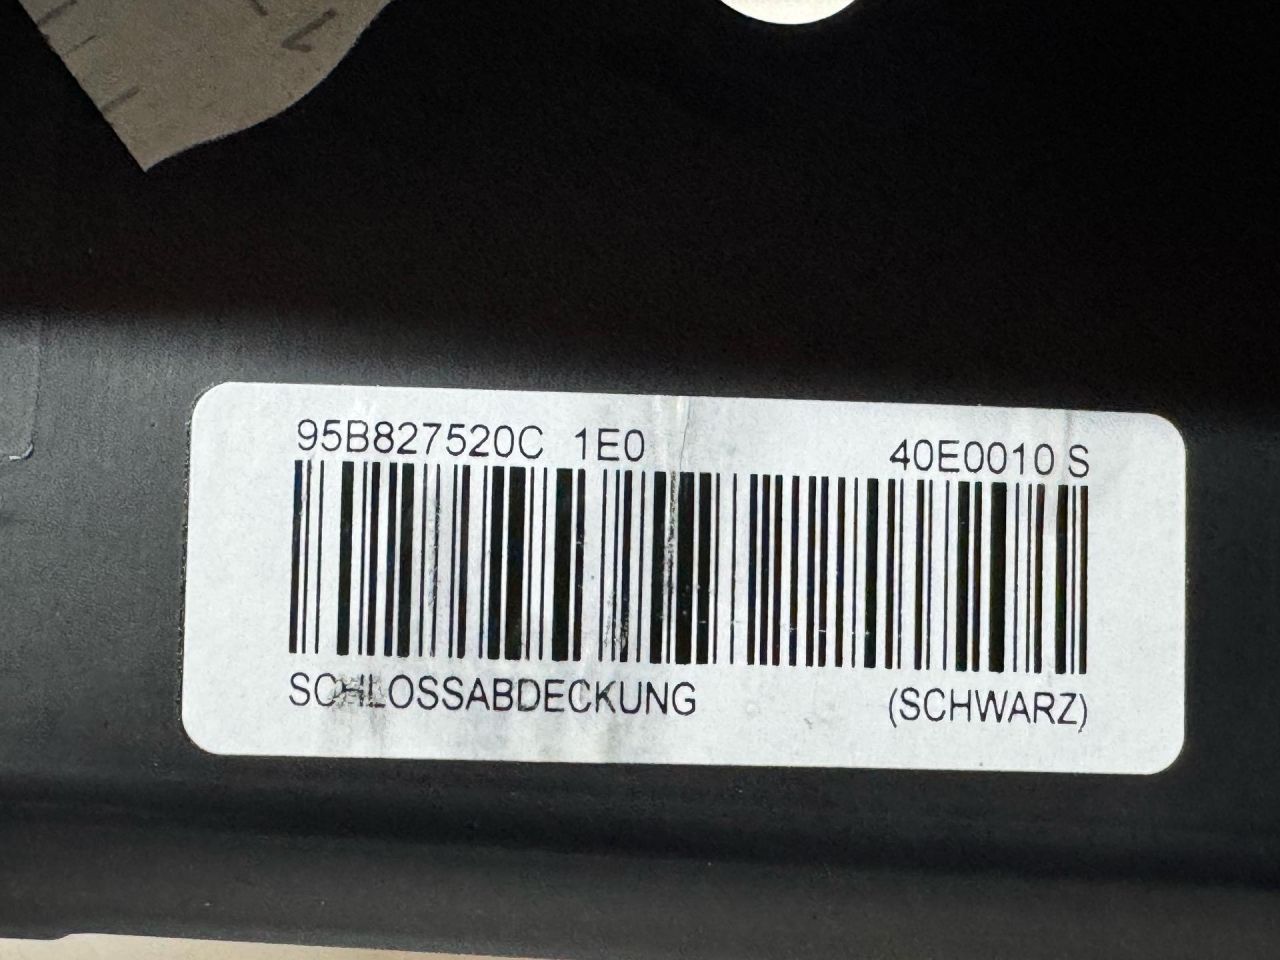 95B827520C 1E0 40E0010 S
SCHLOSSABDECKUNG (SCHWARZ)